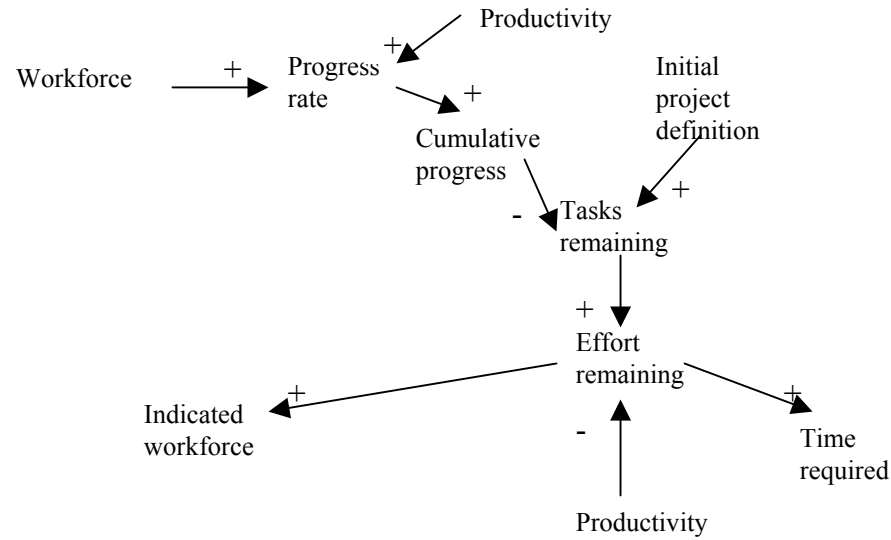 Productivity
+
Workforce
+
Progress
rate
Initial
project
definition
+
Cumulative
progress
+
-
Tasks
remaining
+
Effort
remaining
+
+
Indicated
workforce
-
Time
required
Productivity